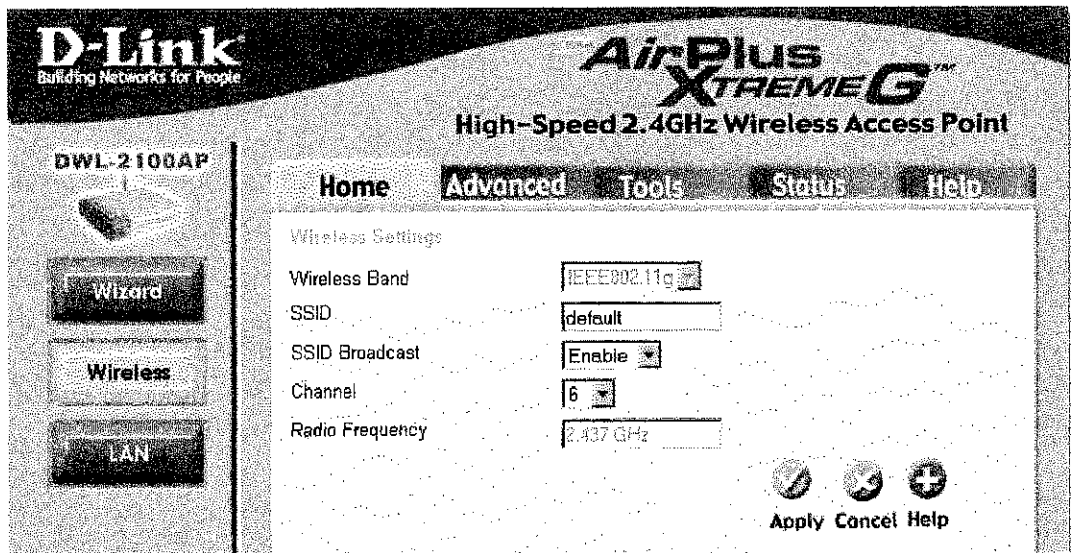 D-Link
Building Networks for People
AirPlus
XTREME G™
High-Speed 2.4GHz Wireless Access Point
DWL-2100AP
Home Advanced Tools Status Help
Wizard
Wireless
LAN
Wireless Settings
Wireless Band IEEE802.11g
SSID default
SSID Broadcast Enable
Channel 6
Radio Frequency 2.437 GHz
Apply Cancel Help